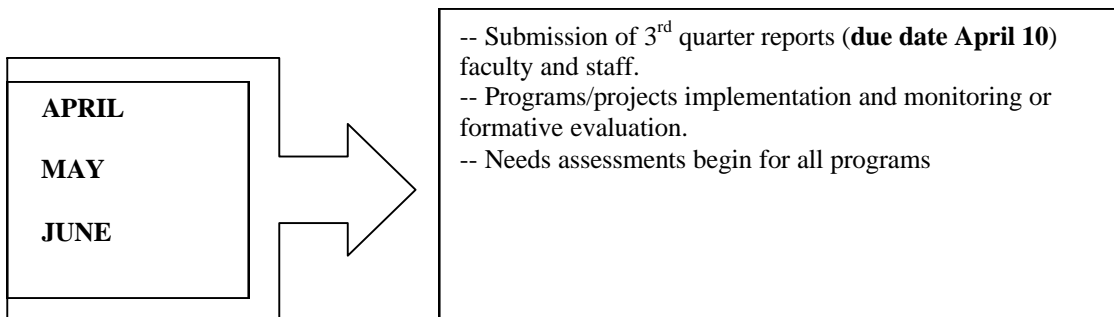 APRIL
MAY
JUNE
-- Submission of 3rd quarter reports (due date April 10)
faculty and staff.
-- Programs/projects implementation and monitoring or
formative evaluation.
-- Needs assessments begin for all programs